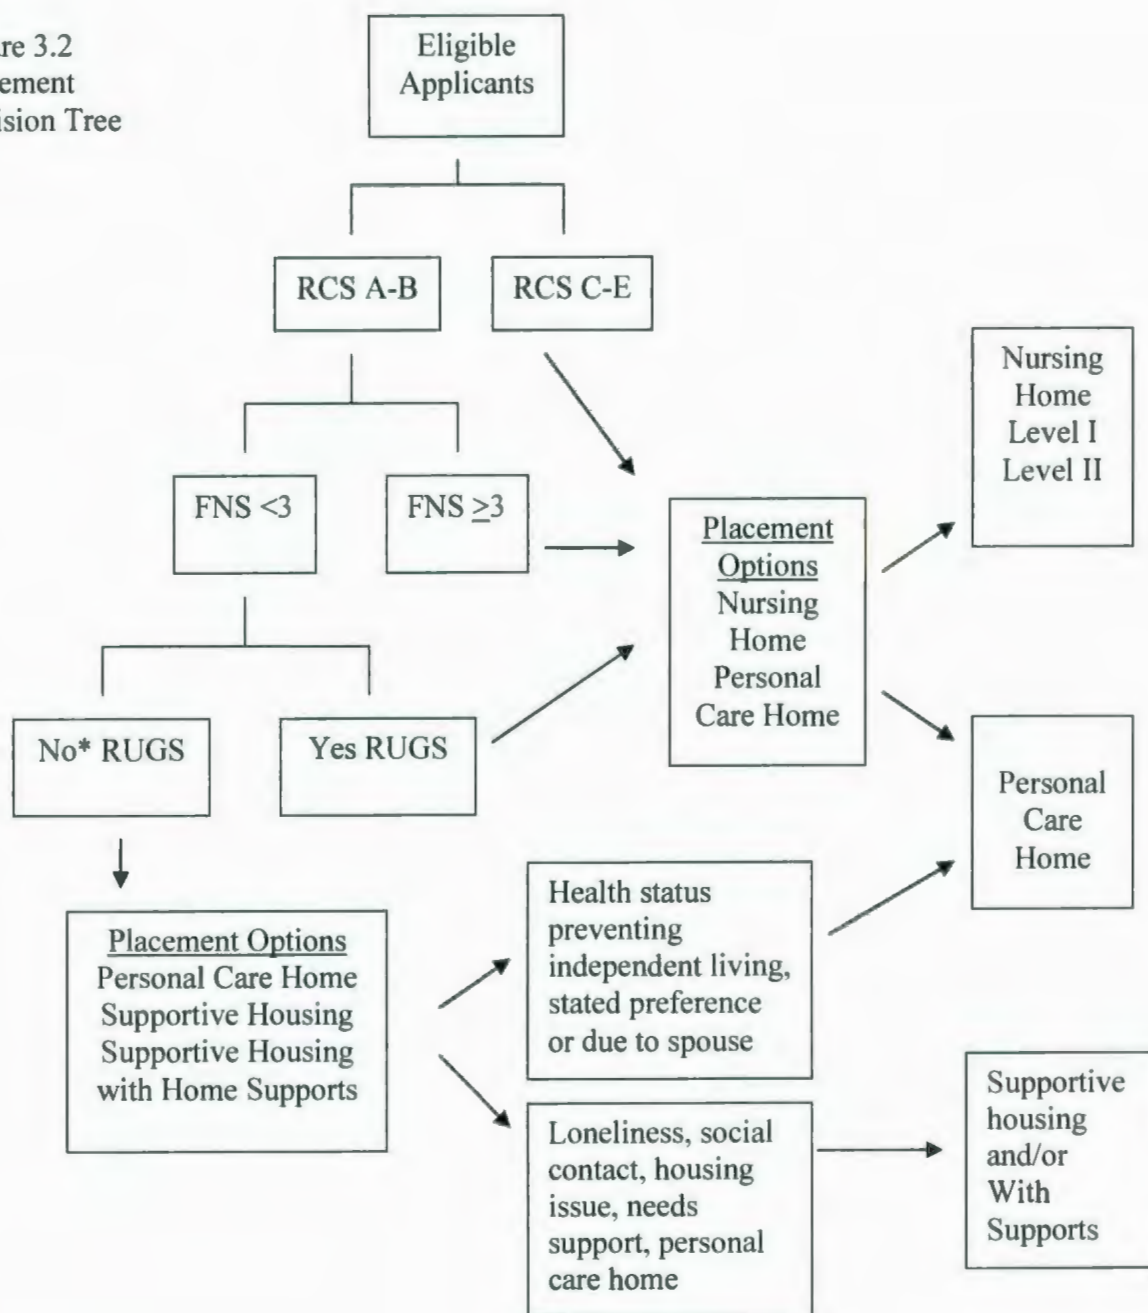 re 3.2
ement
ision Tree
Eligible
Applicants
RCS A-B
RCS C-E
FNS <3
FNS ≥3
No* RUGS
Yes RUGS
Placement
Options
Nursing
Home
Personal
Care Home
Nursing
Home
Level I
Level II
Personal
Care
Home
Placement Options
Personal Care Home
Supportive Housing
Supportive Housing
with Home Supports
Health status
preventing
independent living,
stated preference
or due to spouse
Loneliness, social
contact, housing
issue, needs
support, personal
care home
Supportive
housing
and/or
With
Supports